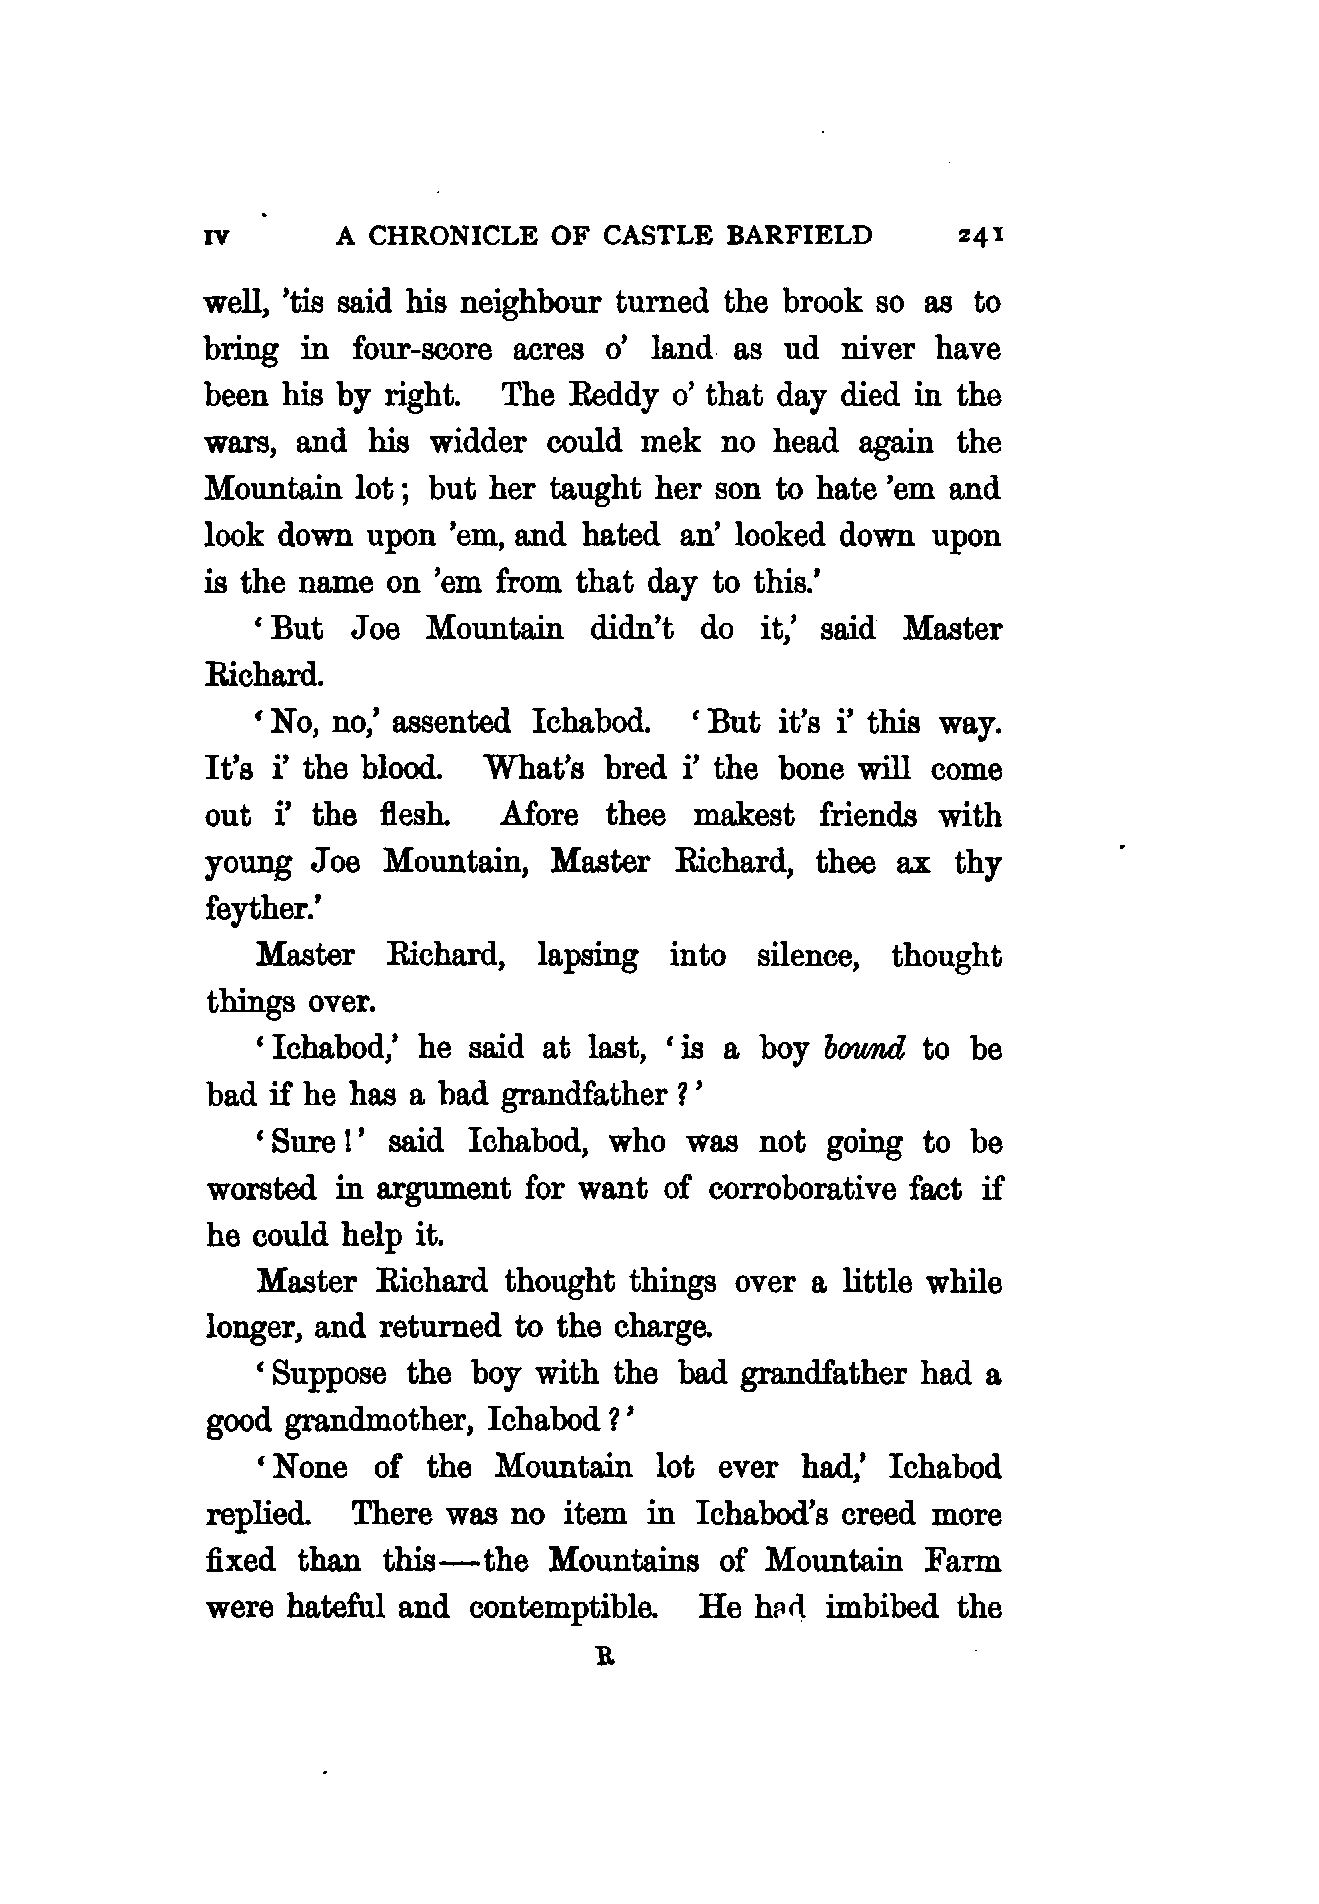 IV A CHRONICLE OF CASTLE BARFIELD 241
well, 'tis said his neighbour turned the brook so as to
bring in four-score acres o' land as ud niver have
been his by right. The Reddy o' that day died in the
wars, and his widder could mek no head again the
Mountain lot; but her taught her son to hate 'em and
look down upon 'em, and hated an' looked down upon
is the name on 'em from that day to this.'
'But Joe Mountain didn't do it,' said Master
Richard.
'No, no,' assented Ichabod. 'But it's i' this way.
It's i' the blood. What's bred i' the bone will come
out i' the flesh. Afore thee makest friends with
young Joe Mountain, Master Richard, thee ax thy
feyther.'
Master Richard, lapsing into silence, thought
things over.
'Ichabod,' he said at last, 'is a boy bound to be
bad if he has a bad grandfather?'
'Sure!' said Ichabod, who was not going to be
worsted in argument for want of corroborative fact if
he could help it.
Master Richard thought things over a little while
longer, and returned to the charge.
'Suppose the boy with the bad grandfather had a
good grandmother, Ichabod?'
'None of the Mountain lot ever had,' Ichabod
replied. There was no item in Ichabod's creed more
fixed than this—the Mountains of Mountain Farm
were hateful and contemptible. He had imbibed the
R